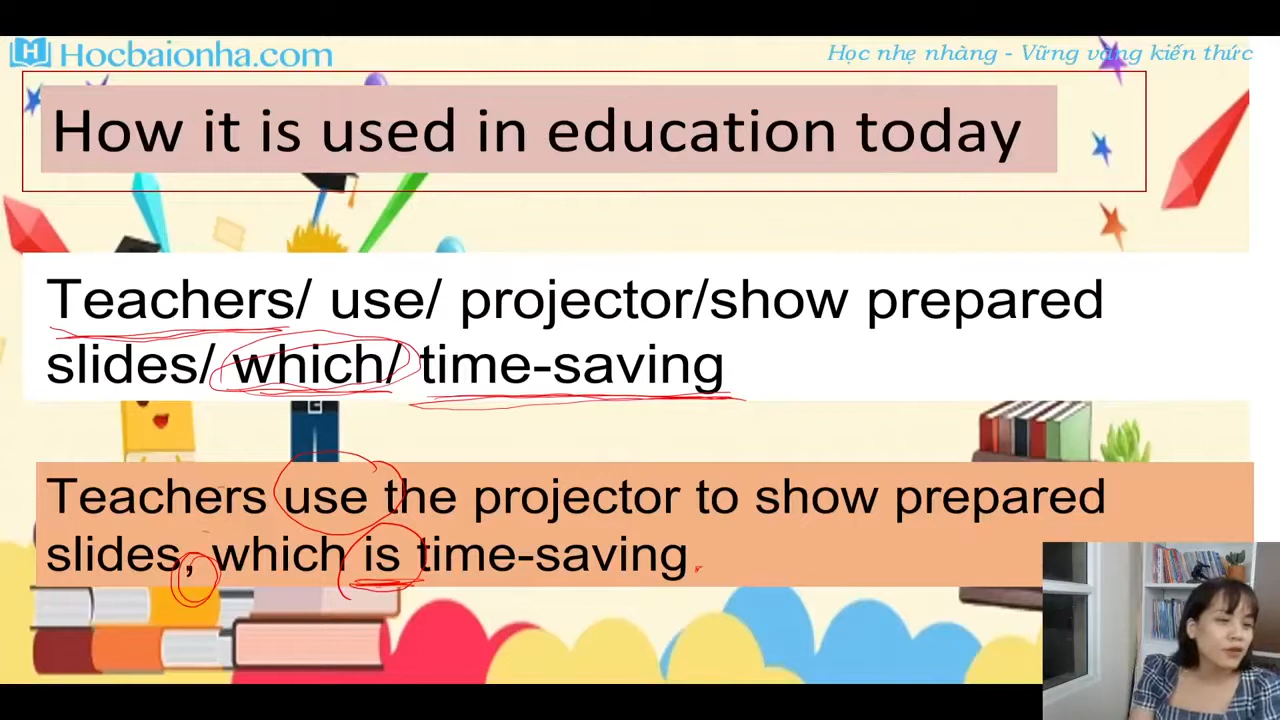 Hocbaionha.com
Học nhẹ nhàng - Vững vàng kiến thức
How it is used in education today
Teachers/ use/ projector/show prepared
slides/ which/ time-saving
Teachers use the projector to show prepared
slides, which is time-saving